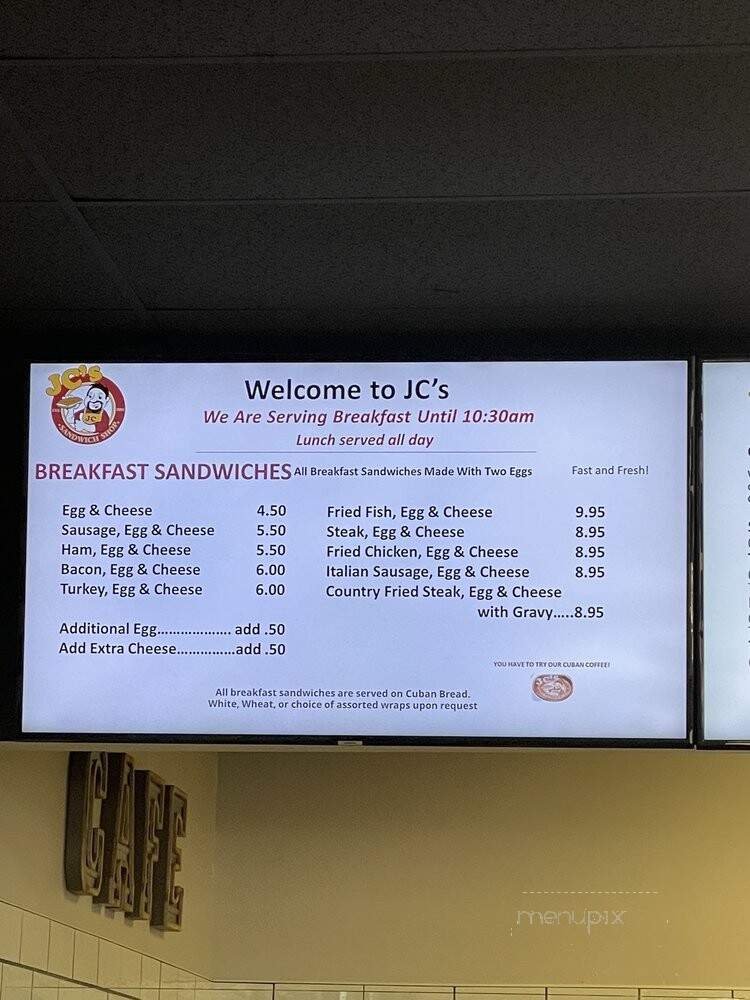 JC's
JC
SANDWICH SHOP
Welcome to JC's
We Are Serving Breakfast Until 10:30am
Lunch served all day
BREAKFAST SANDWICHES All Breakfast Sandwiches Made With Two Eggs Fast and Fresh!
Egg & Cheese 4.50
Sausage, Egg & Cheese 5.50
Ham, Egg & Cheese 5.50
Bacon, Egg & Cheese 6.00
Turkey, Egg & Cheese 6.00
Additional Egg................... add .50
Add Extra Cheese...............add .50
Fried Fish, Egg & Cheese 9.95
Steak, Egg & Cheese 8.95
Fried Chicken, Egg & Cheese 8.95
Italian Sausage, Egg & Cheese 8.95
Country Fried Steak, Egg & Cheese
with Gravy.....8.95
YOU HAVE TO TRY OUR CUBAN COFFEE!
JC's
All breakfast sandwiches are served on Cuban Bread.
White, Wheat, or choice of assorted wraps upon request
CAFE
menupix